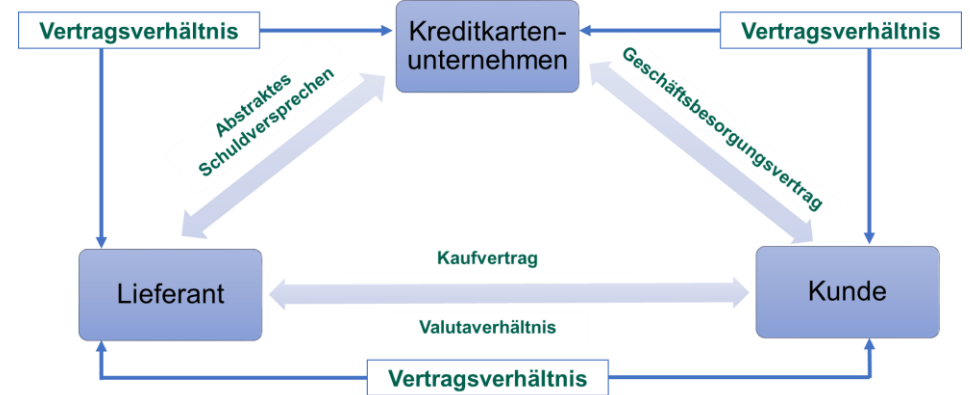 Vertragsverhältnis
Kreditkarten-
unternehmen
Vertragsverhältnis
Abstraktes
Schuldversprechen
Geschäftsbesorgungsvertrag
Lieferant
Kaufvertrag
Valutaverhältnis
Kunde
Vertragsverhältnis